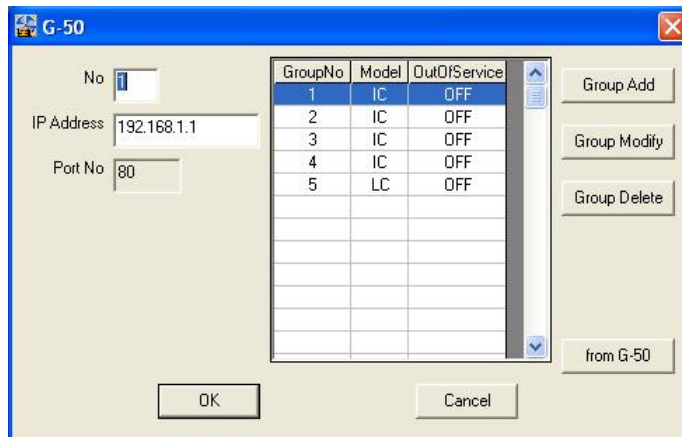 G-50
No 1
IP Address 192.168.1.1
Port No 80
GroupNo Model OutOfService
1 IC OFF
2 IC OFF
3 IC OFF
4 IC OFF
5 LC OFF
Group Add
Group Modify
Group Delete
from G-50
OK Cancel